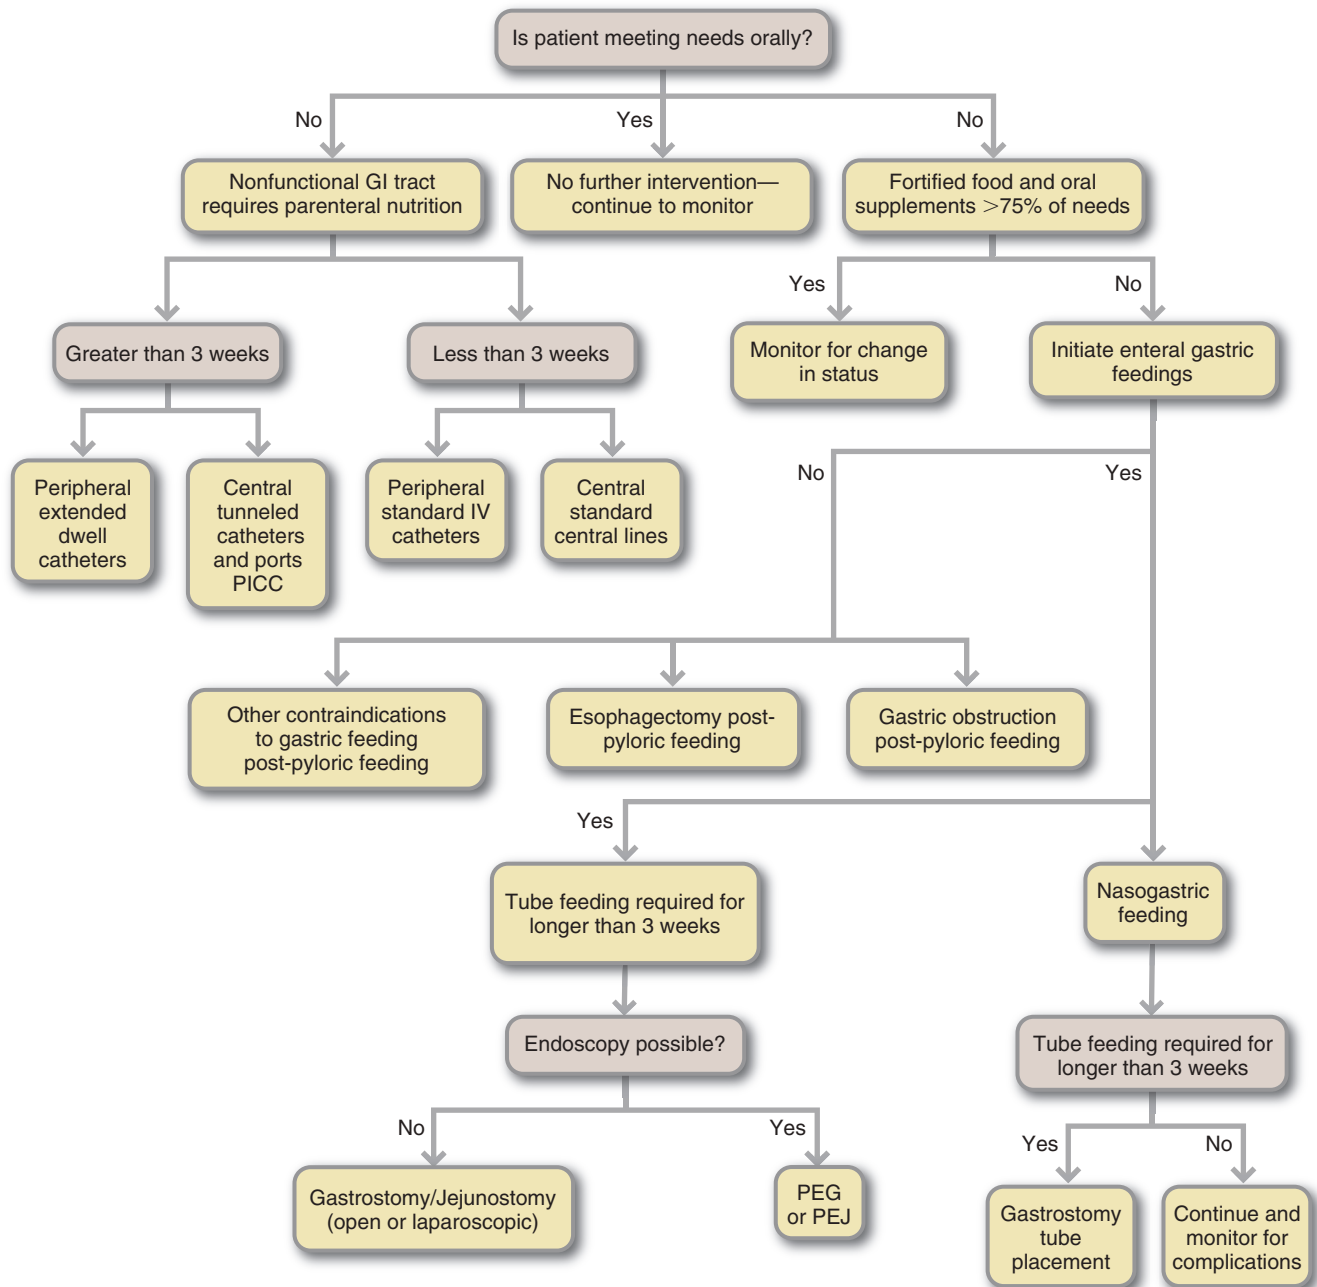 Is patient meeting needs orally?
No
Yes
No
Nonfunctional GI tract
requires parenteral nutrition
No further intervention—
continue to monitor
Fortified food and oral
supplements >75% of needs
Yes
No
Greater than 3 weeks
Less than 3 weeks
Monitor for change
in status
Initiate enteral gastric
feedings
Peripheral
extended
dwell
catheters
Central
tunneled
catheters
and ports
PICC
Peripheral
standard IV
catheters
Central
standard
central lines
No
Yes
Other contraindications
to gastric feeding
post-pyloric feeding
Esophagectomy post-
pyloric feeding
Gastric obstruction
post-pyloric feeding
Yes
Tube feeding required for
longer than 3 weeks
Nasogastric
feeding
Endoscopy possible?
Tube feeding required for
longer than 3 weeks
No
Yes
Yes
No
Gastrostomy/Jejunostomy
(open or laparoscopic)
PEG
or PEJ
Gastrostomy
tube
placement
Continue and
monitor for
complications